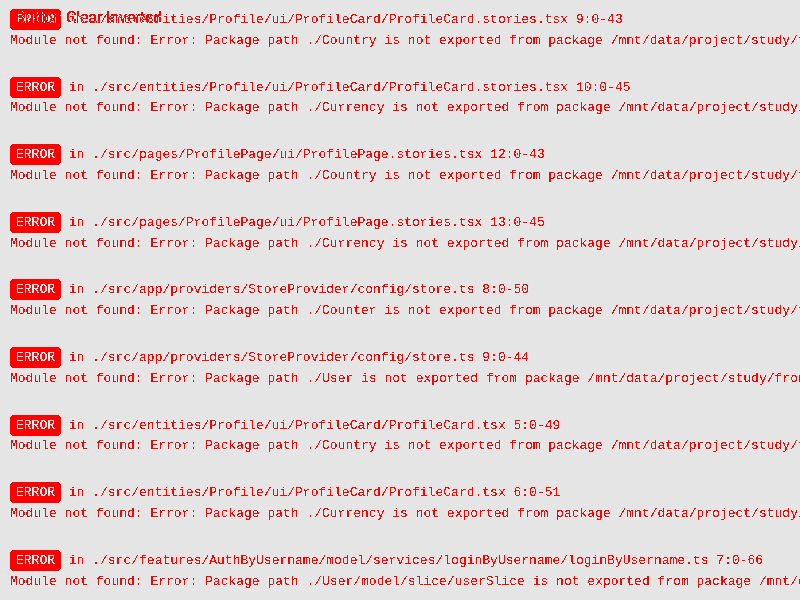 ERROR in ./src/entities/Profile/ui/ProfileCard/ProfileCard.stories.tsx 9:0-43
Module not found: Error: Package path ./Country is not exported from package /mnt/data/project/study/
ERROR in ./src/entities/Profile/ui/ProfileCard/ProfileCard.stories.tsx 10:0-45
Module not found: Error: Package path ./Currency is not exported from package /mnt/data/project/study
ERROR in ./src/pages/ProfilePage/ui/ProfilePage.stories.tsx 12:0-43
Module not found: Error: Package path ./Country is not exported from package /mnt/data/project/study/
ERROR in ./src/pages/ProfilePage/ui/ProfilePage.stories.tsx 13:0-45
Module not found: Error: Package path ./Currency is not exported from package /mnt/data/project/study
ERROR in ./src/app/providers/StoreProvider/config/store.ts 8:0-50
Module not found: Error: Package path ./Counter is not exported from package /mnt/data/project/study/
ERROR in ./src/app/providers/StoreProvider/config/store.ts 9:0-44
Module not found: Error: Package path ./User is not exported from package /mnt/data/project/study/fro
ERROR in ./src/entities/Profile/ui/ProfileCard/ProfileCard.tsx 5:0-49
Module not found: Error: Package path ./Country is not exported from package /mnt/data/project/study/
ERROR in ./src/entities/Profile/ui/ProfileCard/ProfileCard.tsx 6:0-51
Module not found: Error: Package path ./Currency is not exported from package /mnt/data/project/study
ERROR in ./src/features/AuthByUsername/model/services/loginByUsername/loginByUsername.ts 7:0-66
Module not found: Error: Package path ./User/model/slice/userSlice is not exported from package /mnt/